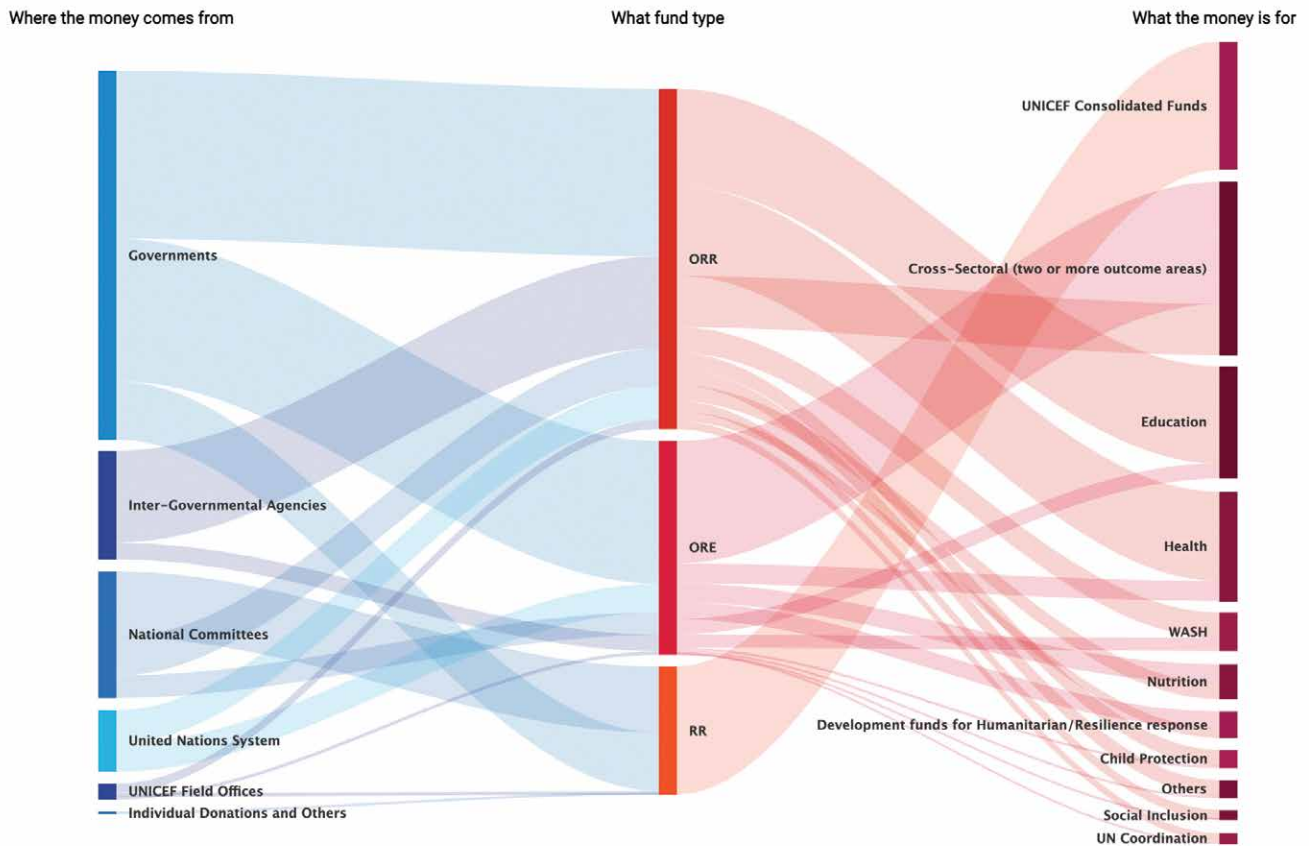 Where the money comes from
What fund type
What the money is for
Governments
Inter-Governmental Agencies
National Committees
United Nations System
UNICEF Field Offices
Individual Donations and Others
ORR
ORE
RR
UNICEF Consolidated Funds
Cross-Sectoral (two or more outcome areas)
Education
Health
WASH
Nutrition
Development funds for Humanitarian/Resilience response
Child Protection
Others
Social Inclusion
UN Coordination